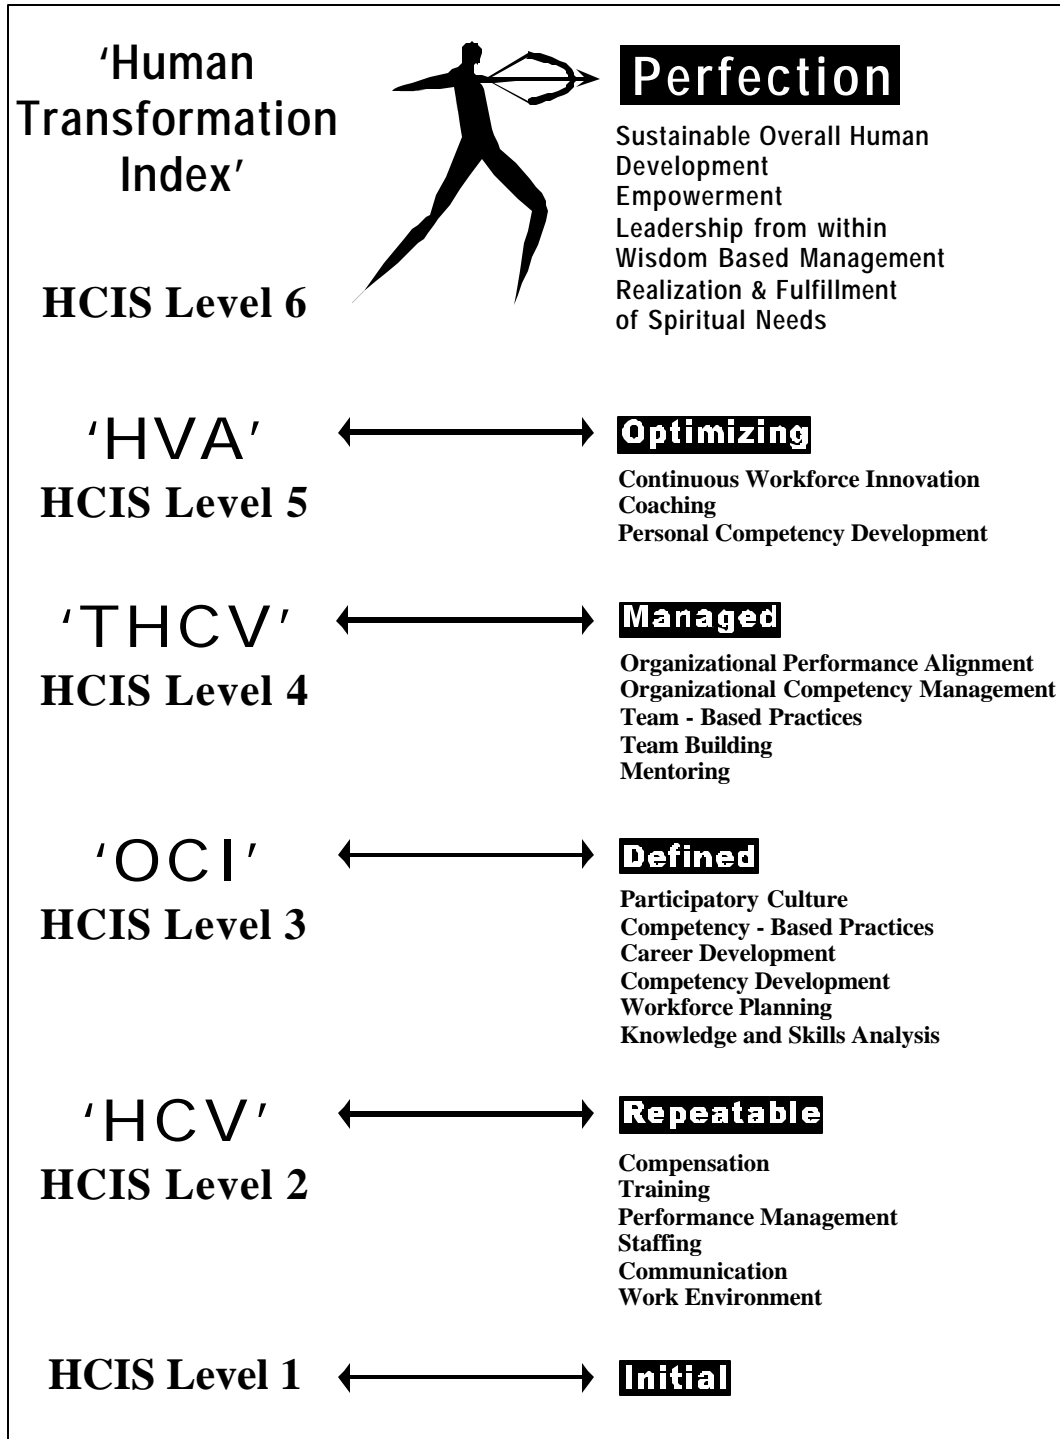 ‘Human
Transformation
Index’
HCIS Level 6
Perfection
Sustainable Overall Human
Development
Empowerment
Leadership from within
Wisdom Based Management
Realization & Fulfillment
of Spiritual Needs
‘HVA’
HCIS Level 5
Optimizing
Continuous Workforce Innovation
Coaching
Personal Competency Development
‘THCV’
HCIS Level 4
Managed
Organizational Performance Alignment
Organizational Competency Management
Team - Based Practices
Team Building
Mentoring
‘OCI’
HCIS Level 3
Defined
Participatory Culture
Competency - Based Practices
Career Development
Competency Development
Workforce Planning
Knowledge and Skills Analysis
‘HCV’
HCIS Level 2
Repeatable
Compensation
Training
Performance Management
Staffing
Communication
Work Environment
HCIS Level 1
Initial